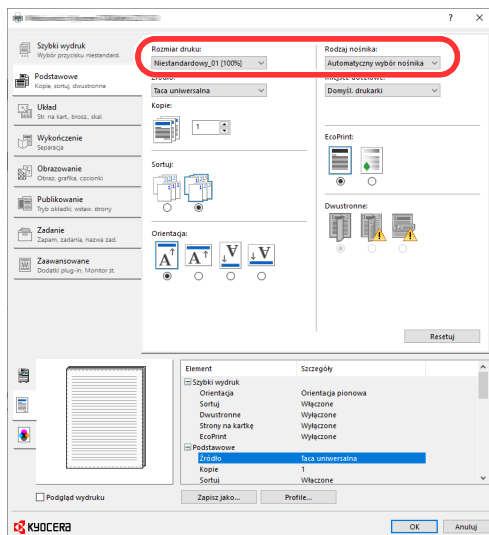 ?
X
Szybki wydruk
Wybór przycisku niestandard.
Podstawowe
Kopie, sortuj, dwustronne
Układ
Str. na kart., brosz., skal.
Wykończenie
Separacja
Obrazowanie
Obraz, grafika, czcionki
Publikowanie
Tryb okładki, wstaw. strony
Zadanie
Zapam. zadania, nazwa zad.
Zaawansowane
Dodatki plug-in, Monitor st.
Rozmiar druku:
Niestandardowy_01 [100%]
Źródło:
Taca uniwersalna
Kopie:
1
Sortuj:
Orientacja:
A A A A
Rodzaj nośnika:
Automatyczny wybór nośnika
Miejsce docelowe:
Domyśl. drukarki
EcoPrint:
Dwustronne:
Resetuj
Element Szczegóły
Szybki wydruk
Orientacja Orientacja pionowa
Sortuj Włączone
Dwustronne Wyłączone
Strony na kartkę Wyłączone
EcoPrint Wyłączone
Podstawowe
Źródło Taca uniwersalna
Kopie 1
Sortuj Włączone
Podgląd wydruku
Zapisz jako...
Profile...
KYOCERA
OK
Anuluj